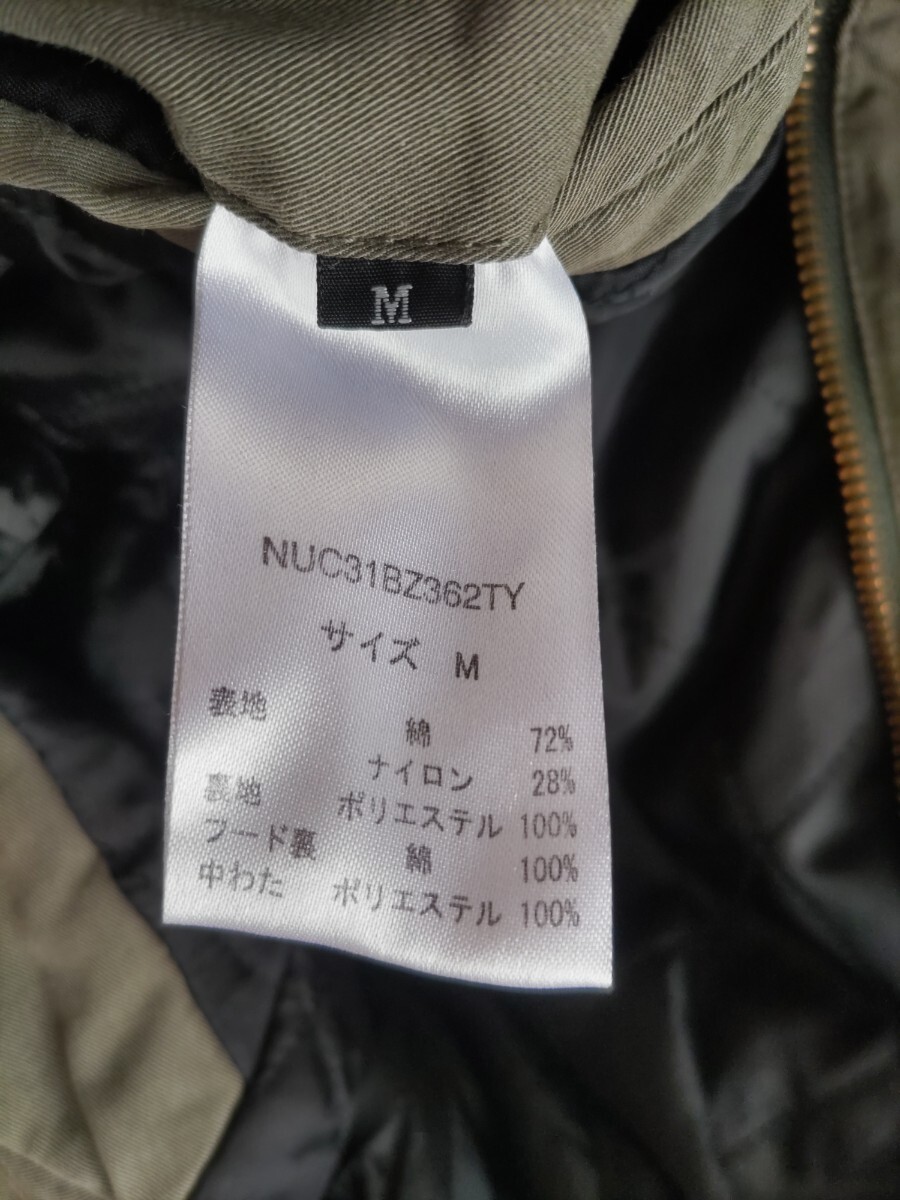 M
NUC31BZ362TY
サイズ M
表地 綿 72%
ナイロン 28%
裏地 ポリエステル 100%
フード裏 綿 100%
中わた ポリエステル 100%